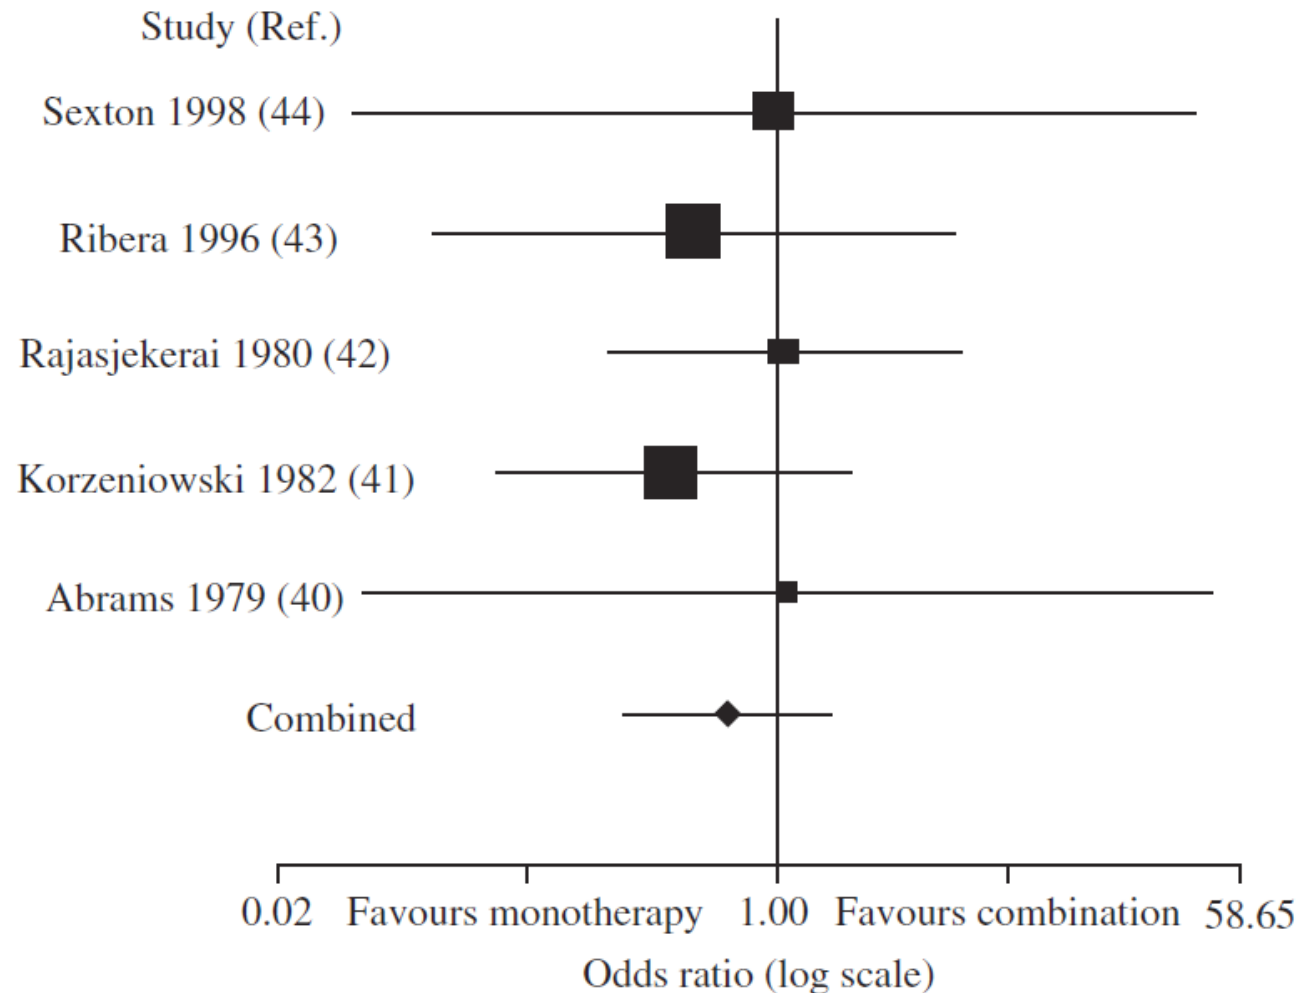 Study (Ref.)
Sexton 1998 (44)
Ribera 1996 (43)
Rajasjekerai 1980 (42)
Korzeniowski 1982 (41)
Abrams 1979 (40)
Combined
0.02 Favours monotherapy 1.00 Favours combination 58.65
Odds ratio (log scale)